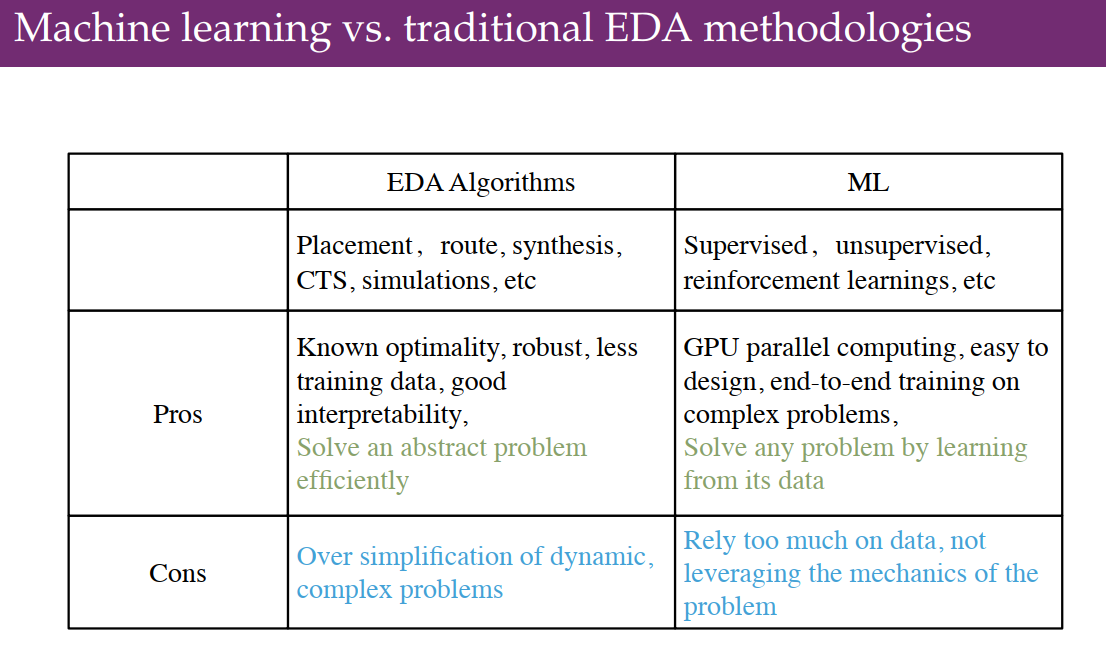 Machine learning vs. traditional EDA methodologies
EDA Algorithms
ML
Placement，route, synthesis,
CTS, simulations, etc
Supervised，unsupervised,
reinforcement learnings, etc
Pros
Known optimality, robust, less
training data, good
interpretability,
Solve an abstract problem
efficiently
GPU parallel computing, easy to
design, end-to-end training on
complex problems,
Solve any problem by learning
from its data
Cons
Over simplification of dynamic,
complex problems
Rely too much on data, not
leveraging the mechanics of the
problem